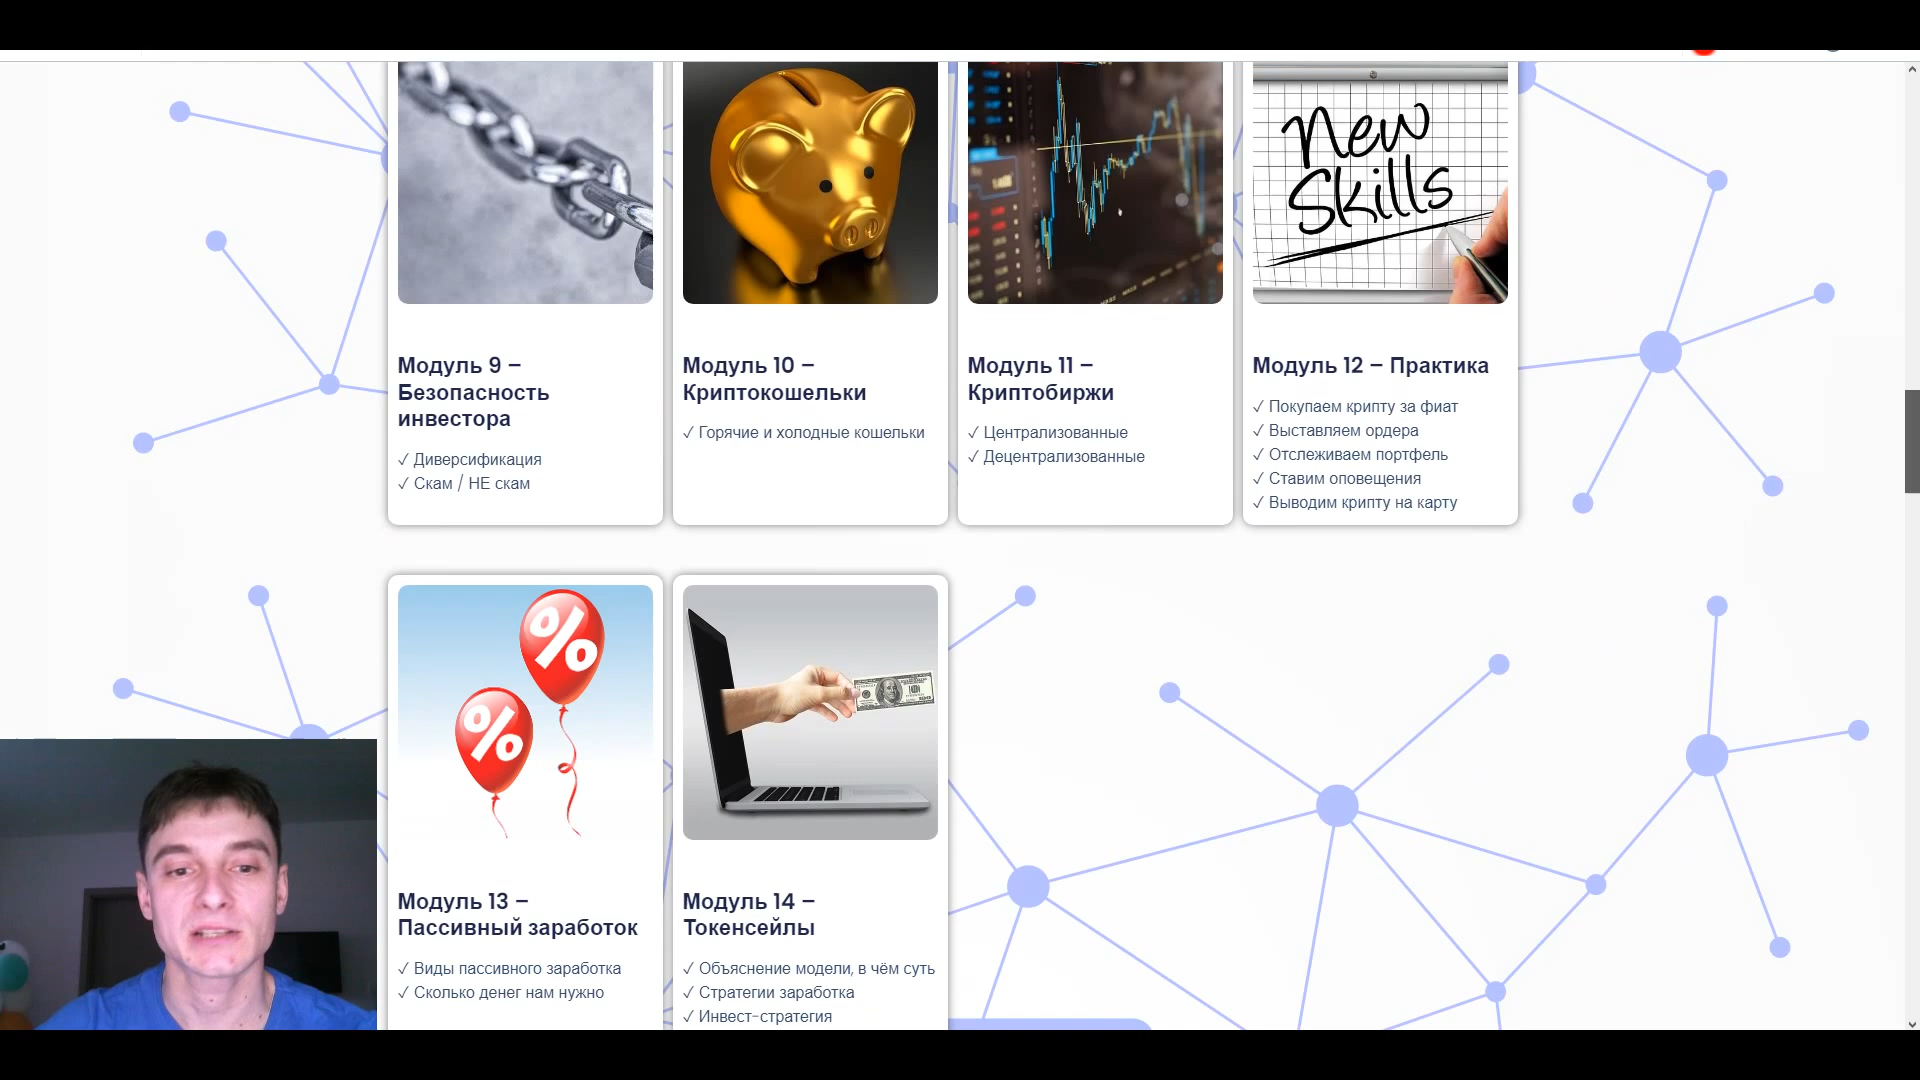 New
Skills
Модуль 9 –
Безопасность
инвестора
✓ Диверсификация
✓ Скам / НЕ скам
Модуль 10 –
Криптокошельки
✓ Горячие и холодные кошельки
Модуль 11 –
Криптобиржи
✓ Централизованные
✓ Децентрализованные
Модуль 12 – Практика
✓ Покупаем крипту за фиат
✓ Выставляем ордера
✓ Отслеживаем портфель
✓ Ставим оповещения
✓ Выводим крипту на карту
%
%
Модуль 13 –
Пассивный заработок
✓ Виды пассивного заработка
✓ Сколько денег нам нужно
Модуль 14 –
Токенсейлы
✓ Объяснение модели, в чём суть
✓ Стратегии заработка
✓ Инвест-стратегия